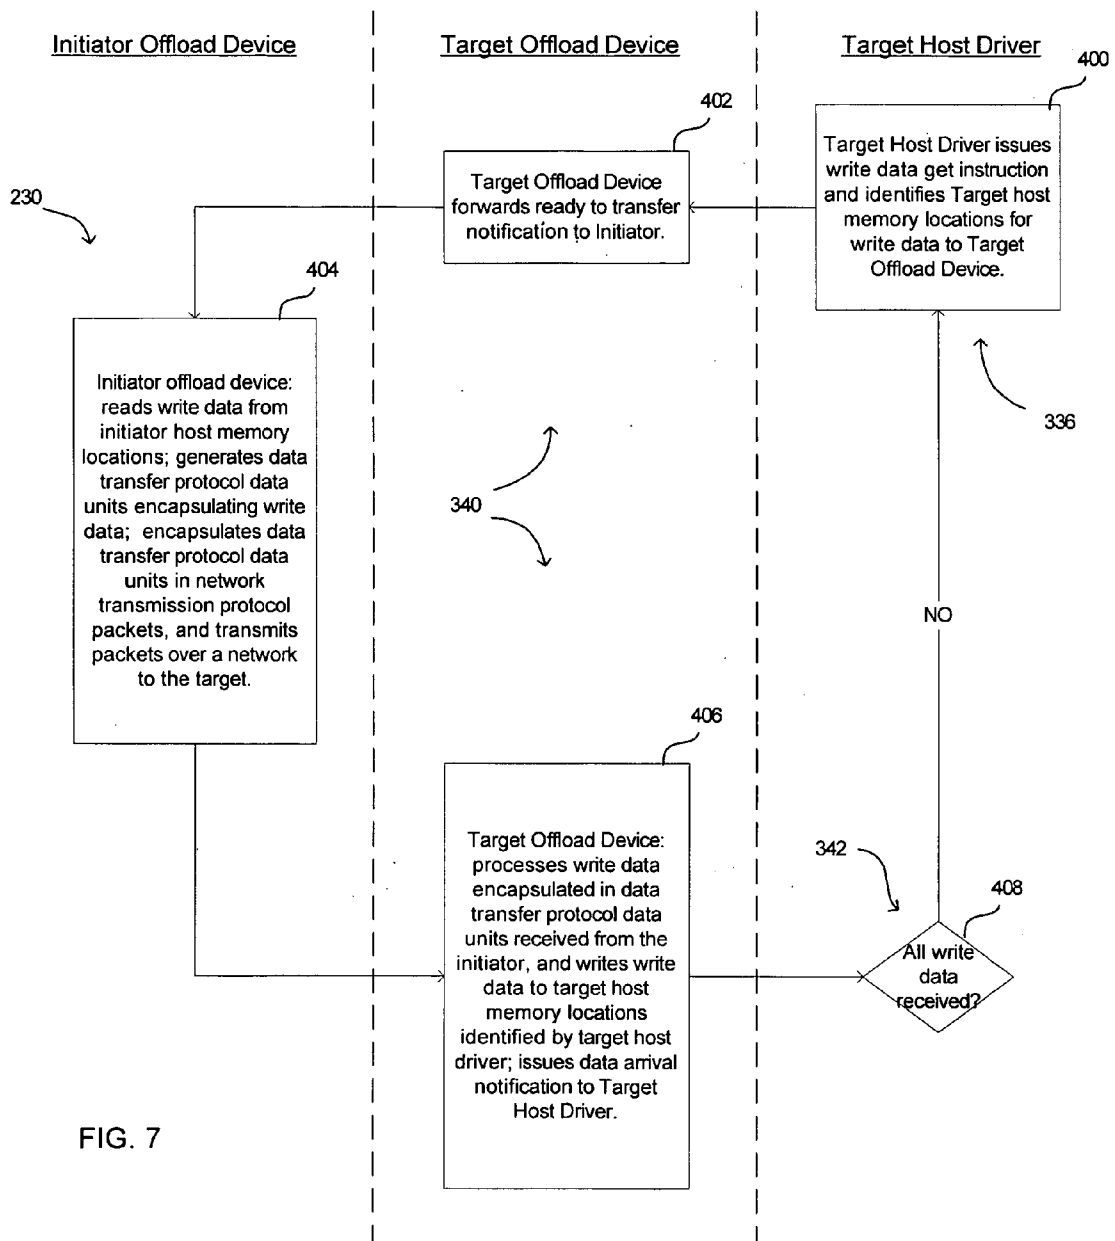 Initiator Offload Device
Target Offload Device
Target Host Driver
400
402
Target Host Driver issues
write data get instruction
and identifies Target host
memory locations for
write data to Target
Offload Device.
Target Offload Device
forwards ready to transfer
notification to Initiator.
230
404
Initiator offload device:
reads write data from
initiator host memory
locations; generates data
transfer protocol data
units encapsulating write
data; encapsulates data
transfer protocol data
units in network
transmission protocol
packets, and transmits
packets over a network
to the target.
336
340
NO
406
Target Offload Device:
processes write data
encapsulated in data
transfer protocol data
units received from the
initiator, and writes write
data to target host
memory locations
identified by target host
driver; issues data arrival
notification to Target
Host Driver.
342
408
All write
data
received?
FIG. 7